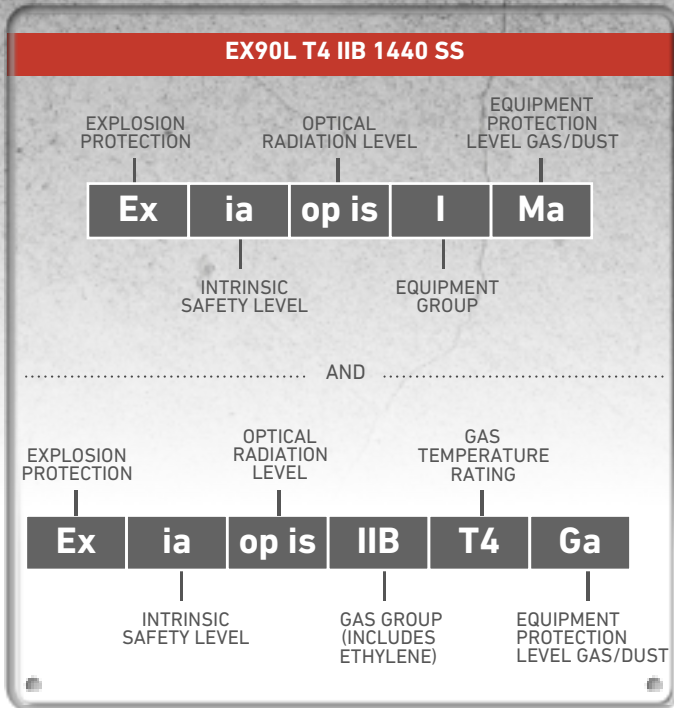 EX90L T4 IIB 1440 SS
EXPLOSION
PROTECTION
OPTICAL
RADIATION LEVEL
EQUIPMENT
PROTECTION
LEVEL GAS/DUST
Ex ia op is I Ma
INTRINSIC
SAFETY LEVEL
EQUIPMENT
GROUP
AND
EXPLOSION
PROTECTION
OPTICAL
RADIATION
LEVEL
GAS
TEMPERATURE
RATING
Ex ia op is IIB T4 Ga
INTRINSIC
SAFETY LEVEL
GAS GROUP
(INCLUDES
ETHYLENE)
EQUIPMENT
PROTECTION
LEVEL GAS/DUST